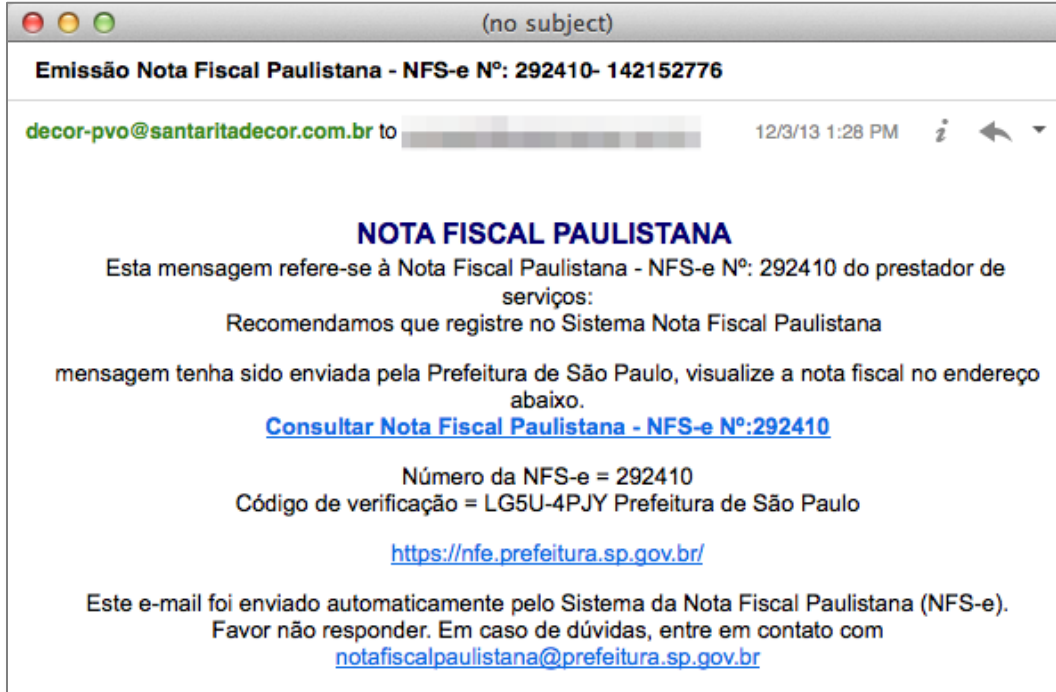 (no subject)
Emissão Nota Fiscal Paulistana - NFS-e Nº: 292410- 142152776
decor-pvo@santaritadecor.com.br to 12/3/13 1:28 PM i
NOTA FISCAL PAULISTANA
Esta mensagem refere-se à Nota Fiscal Paulistana - NFS-e Nº: 292410 do prestador de
serviços:
Recomendamos que registre no Sistema Nota Fiscal Paulistana
mensagem tenha sido enviada pela Prefeitura de São Paulo, visualize a nota fiscal no endereço
abaixo.
Consultar Nota Fiscal Paulistana - NFS-e Nº:292410
Número da NFS-e = 292410
Código de verificação = LG5U-4PJY Prefeitura de São Paulo
https://nfe.prefeitura.sp.gov.br/
Este e-mail foi enviado automaticamente pelo Sistema da Nota Fiscal Paulistana (NFS-e).
Favor não responder. Em caso de dúvidas, entre em contato com
notafiscalpaulistana@prefeitura.sp.gov.br